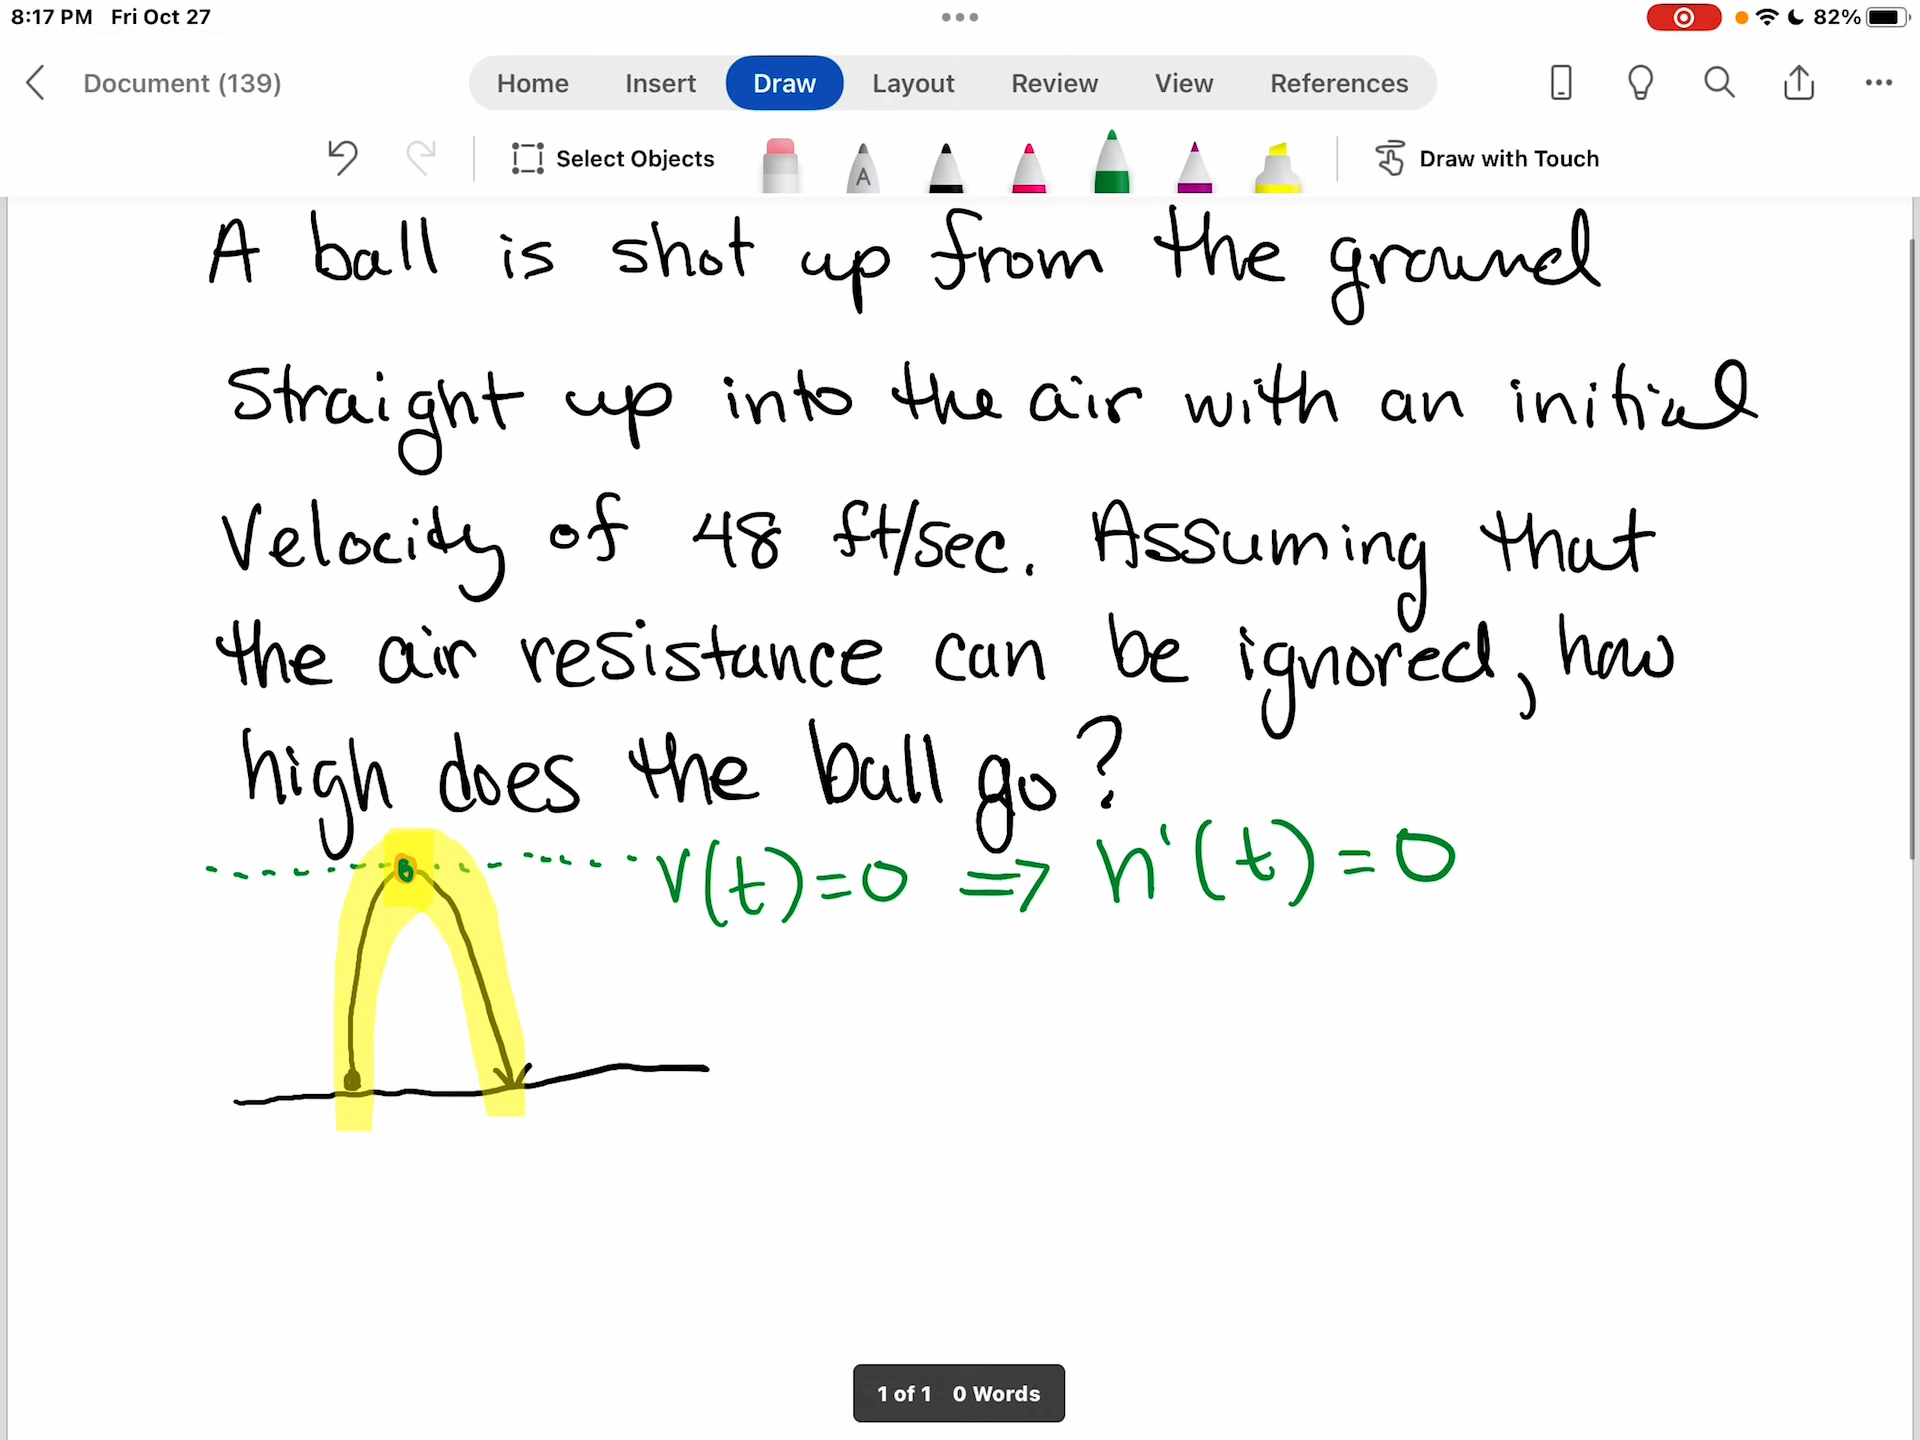 8:17 PM Fri Oct 27
82%
Document (139)
Home Insert Draw Layout Review View References
Select Objects
A
Draw with Touch
A ball is shot up from the ground
straight up into the air with an initial
velocity of 48 ft/sec. Assuming that
the air resistance can be ignored, how
high does the ball go?
v(t)=0 ⇒ h'(t)=0
1 of 1 0 Words